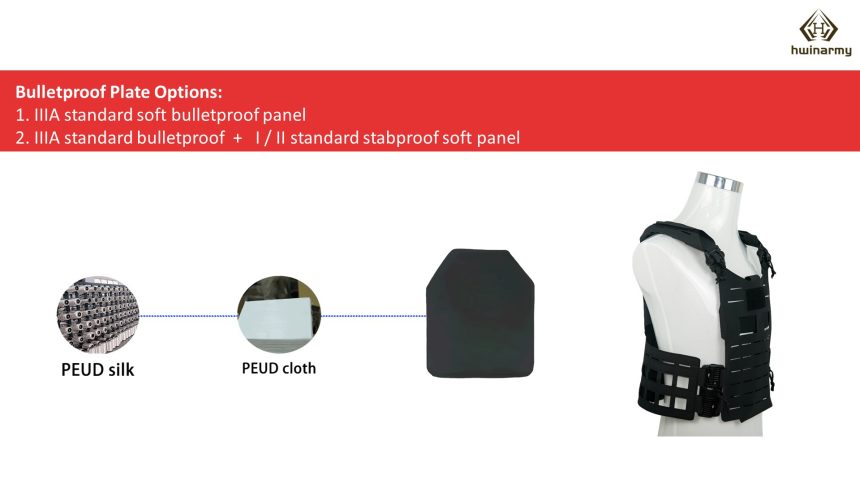 hwinarmy
Bulletproof Plate Options:
1. IIIA standard soft bulletproof panel
2. IIIA standard bulletproof + I / II standard stabproof soft panel
PEUD silk
PEUD cloth